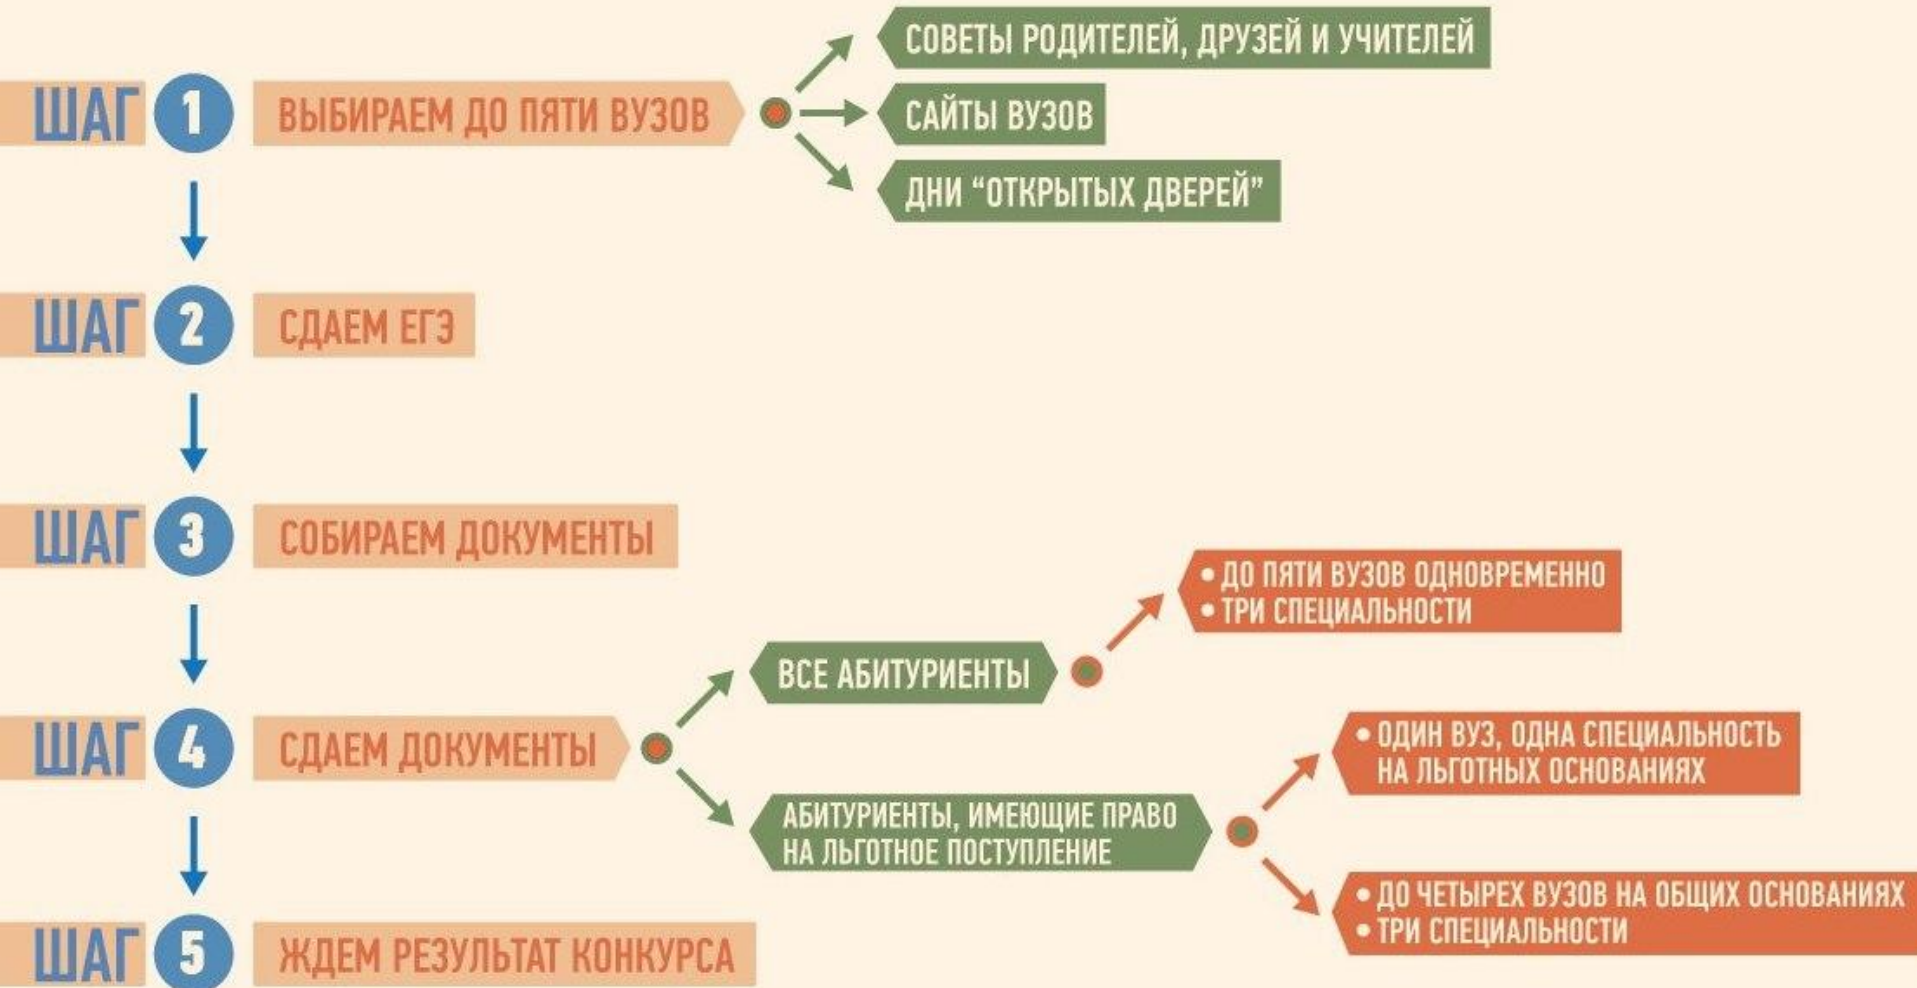 ШАГ 1 ВЫБИРАЕМ ДО ПЯТИ ВУЗОВ
СОВЕТЫ РОДИТЕЛЕЙ, ДРУЗЕЙ И УЧИТЕЛЕЙ
САЙТЫ ВУЗОВ
ДНИ “ОТКРЫТЫХ ДВЕРЕЙ”
ШАГ 2 СДАЕМ ЕГЭ
ШАГ 3 СОБИРАЕМ ДОКУМЕНТЫ
ШАГ 4 СДАЕМ ДОКУМЕНТЫ
ВСЕ АБИТУРИЕНТЫ
• ДО ПЯТИ ВУЗОВ ОДНОВРЕМЕННО
• ТРИ СПЕЦИАЛЬНОСТИ
АБИТУРИЕНТЫ, ИМЕЮЩИЕ ПРАВО
НА ЛЬГОТНОЕ ПОСТУПЛЕНИЕ
• ОДИН ВУЗ, ОДНА СПЕЦИАЛЬНОСТЬ
НА ЛЬГОТНЫХ ОСНОВАНИЯХ
• ДО ЧЕТЫРЕХ ВУЗОВ НА ОБЩИХ ОСНОВАНИЯХ
• ТРИ СПЕЦИАЛЬНОСТИ
ШАГ 5 ЖДЕМ РЕЗУЛЬТАТ КОНКУРСА